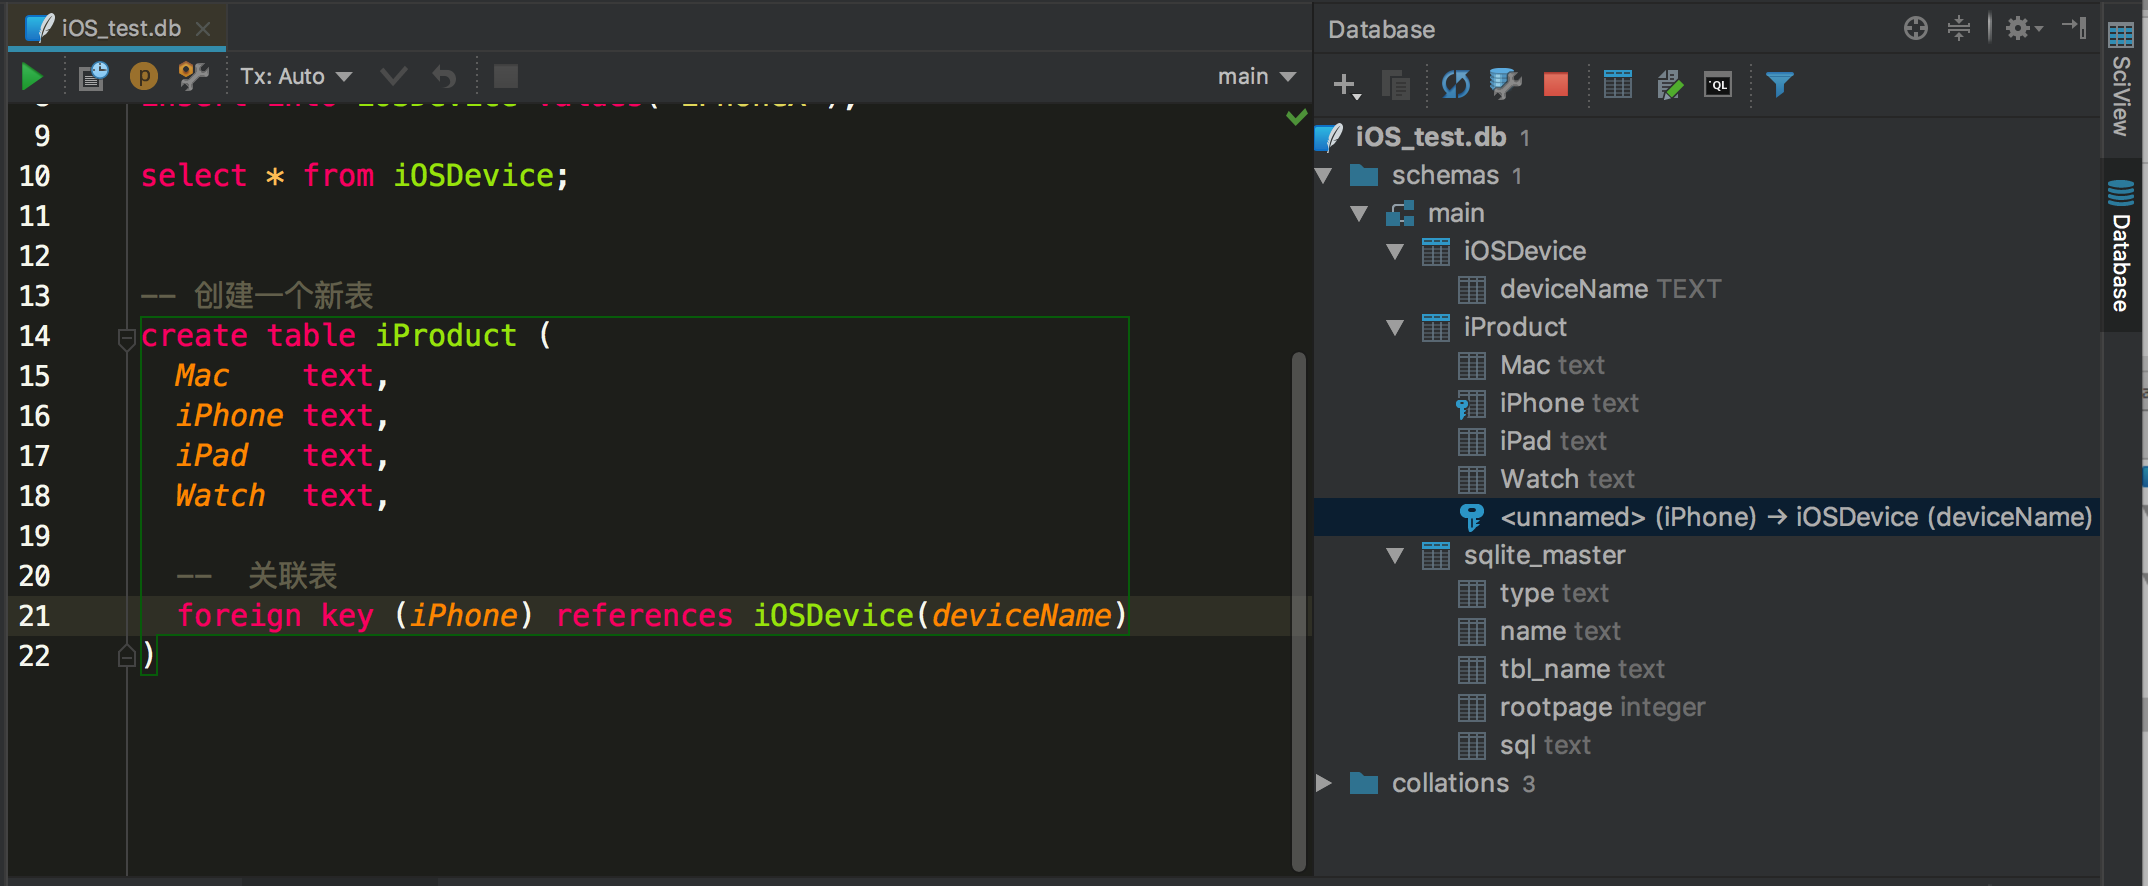 iOS_test.db
Tx: Auto
main
9
10 select * from iOSDevice;
11
12
13 -- 创建一个新表
14 create table iProduct (
15 Mac text,
16 iPhone text,
17 iPad text,
18 Watch text,
19
20 -- 关联表
21 foreign key (iPhone) references iOSDevice(deviceName)
22 )
Database
QL
iOS_test.db 1
schemas 1
main
iOSDevice
deviceName TEXT
iProduct
Mac text
iPhone text
iPad text
Watch text
<unnamed> (iPhone) → iOSDevice (deviceName)
sqlite_master
type text
name text
tbl_name text
rootpage integer
sql text
collations 3
SciView
Database